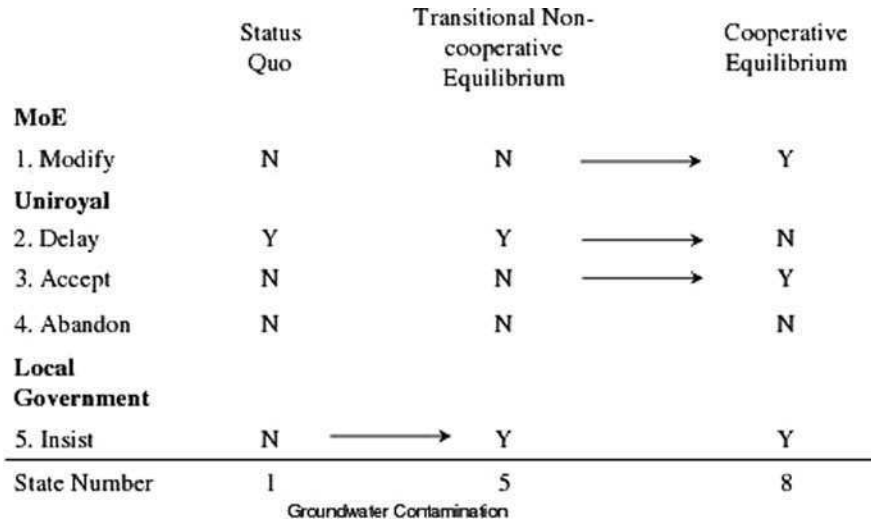 Status Quo
Transitional Non-
cooperative
Equilibrium
Cooperative
Equilibrium
MoE
1. Modify N N Y
Uniroyal
2. Delay Y Y N
3. Accept N N Y
4. Abandon N N N
Local
Government
5. Insist N Y Y
State Number 1 5 8
Groundwater Contamination